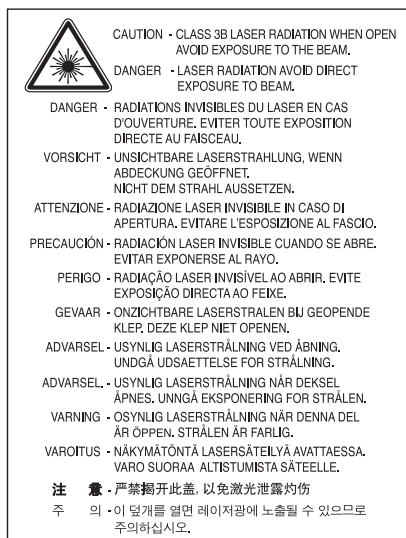 CAUTION - CLASS 3B LASER RADIATION WHEN OPEN
AVOID EXPOSURE TO THE BEAM.
DANGER - LASER RADIATION AVOID DIRECT
EXPOSURE TO BEAM.
DANGER - RADIATIONS INVISIBLES DU LASER EN CAS
D'OUVERTURE. EVITER TOUTE EXPOSITION
DIRECTE AU FAISCEAU.
VORSICHT - UNSICHTBARE LASERSTRAHLUNG, WENN
ABDECKUNG GEÖFFNET.
NICHT DEM STRAHL AUSSETZEN.
ATTENZIONE - RADIAZIONE LASER INVISIBILE IN CASO DI
APERTURA. EVITARE L'ESPOSIZIONE AL FASCIO.
PRECAUCIÓN - RADIACIÓN LASER INVISIBLE CUANDO SE ABRE.
EVITAR EXPONERSE AL RAYO.
PERIGO - RADIAÇÃO LASER INVISÍVEL AO ABRIR. EVITE
EXPOSIÇÃO DIRECTA AO FEIXE.
GEVAAR - ONZICHTBARE LASERSTRALEN BIJ GEOPENDE
KLEP. DEZE KLEP NIET OPENEN.
ADVARSEL - USYNLIG LASERSTRÅLNING VED ÅBNING.
UNDGÅ UDSAETTELSE FOR STRÅLNING.
ADVARSEL. - USYNLIG LASERSTRÅLNING NÅR DEKSEL
ÅPNES. UNNGÅ EKSPONERING FOR STRÅLEN.
VARNING - OSYNLIG LASERSTRÅLNING NÄR DENNA DEL
ÄR ÖPPEN. STRÅLEN ÄR FARLIG.
VAROITUS - NÄKYMÄTÖNTÄ LASERSÄTEILYÄ AVATTAESSA.
VARO SUORAA ALTISTUMISTA SÄTEELLE.
注 意 - 严禁揭开此盖, 以免激光泄露灼伤
주 의 - 이 덮개를 열면 레이저광에 노출될 수 있으므로
주의하십시오.